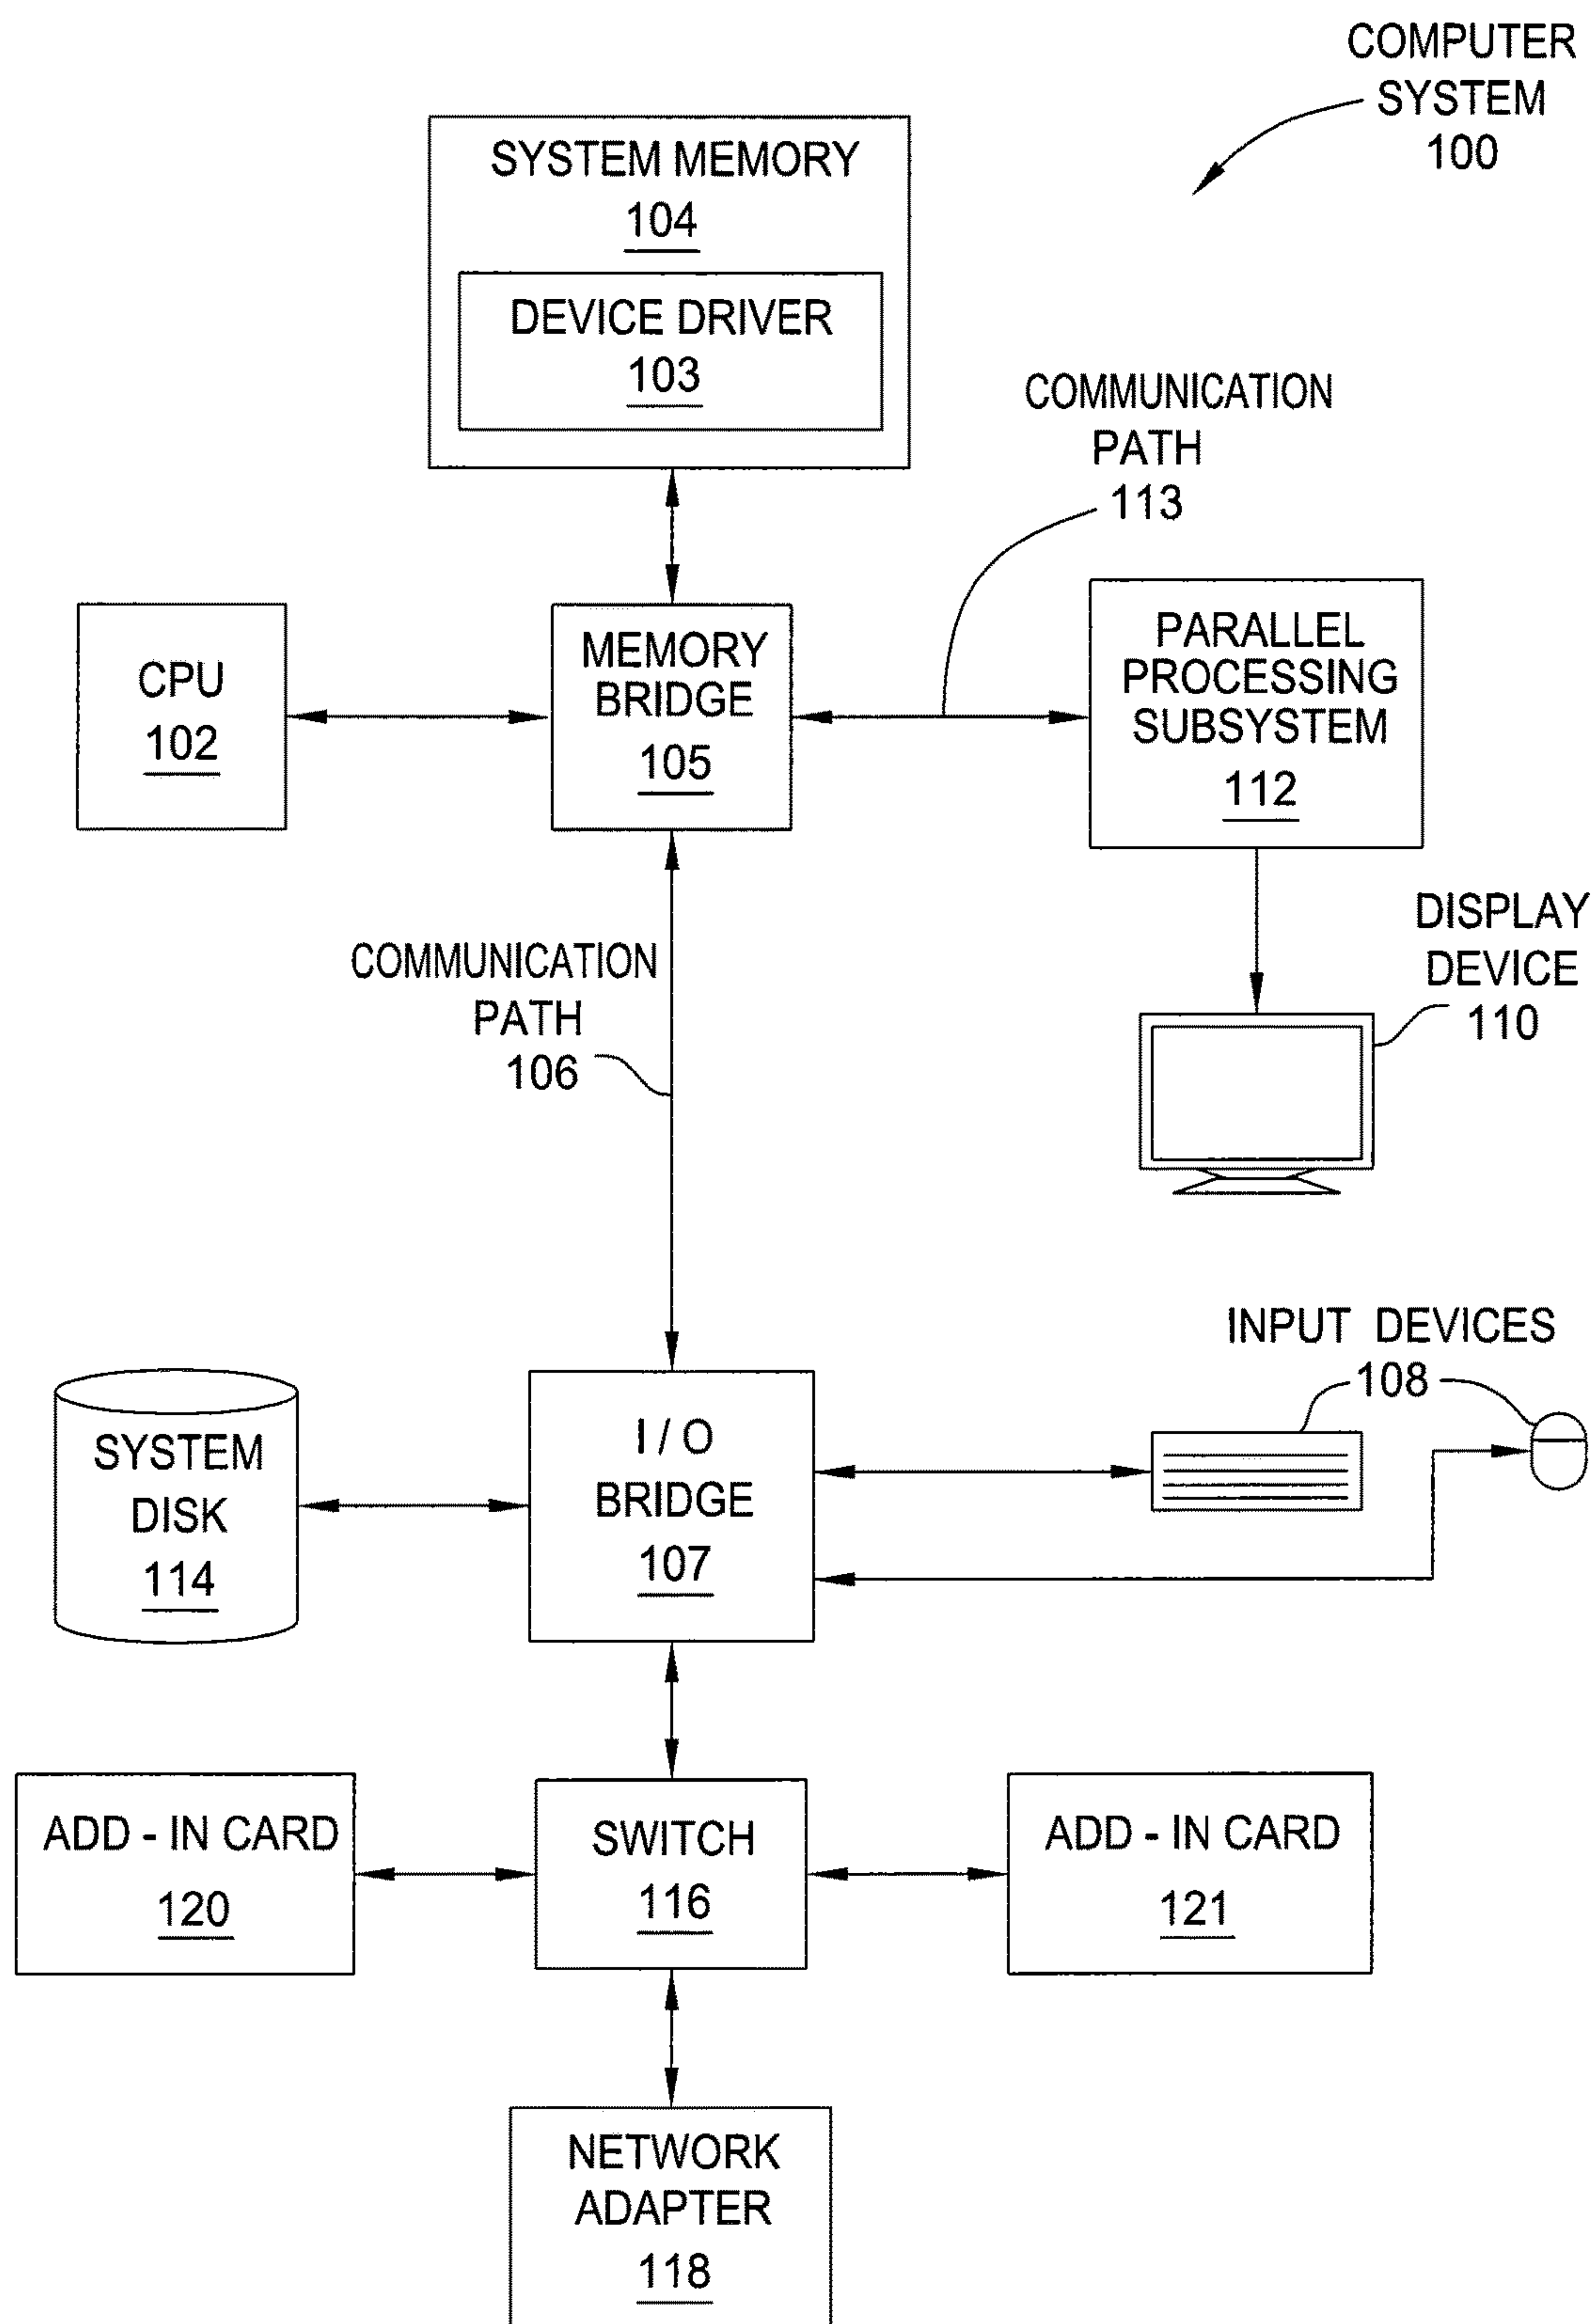 COMPUTER
SYSTEM
100
SYSTEM MEMORY
104
DEVICE DRIVER
103
COMMUNICATION
PATH
113
CPU
102
MEMORY
BRIDGE
105
PARALLEL
PROCESSING
SUBSYSTEM
112
DISPLAY
DEVICE
110
COMMUNICATION
PATH
106
INPUT DEVICES
108
SYSTEM
DISK
114
I / O
BRIDGE
107
ADD - IN CARD
120
SWITCH
116
ADD - IN CARD
121
NETWORK
ADAPTER
118